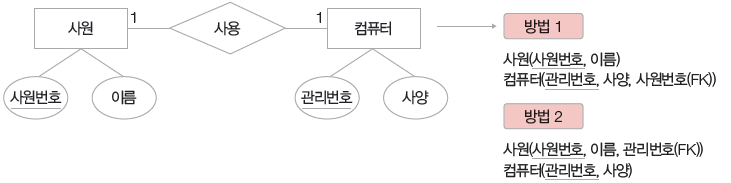 사원
1
사용
1
컴퓨터
사원번호
이름
관리번호
사양
방법 1
사원(사원번호, 이름)
컴퓨터(관리번호, 사양, 사원번호(FK))
방법 2
사원(사원번호, 이름, 관리번호(FK))
컴퓨터(관리번호, 사양)